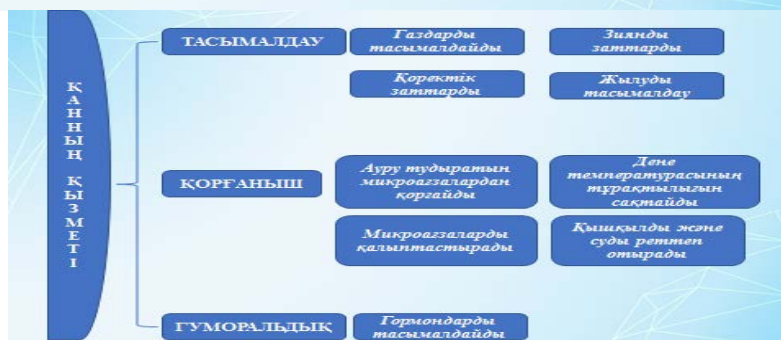 ҚАННЫҢ ҚЫЗМЕТІ
ТАСЫМАЛДАУ
Газдарды
тасымалдайды
Зиянды
заттарды
Қоректік
заттарды
Жылуды
тасымалдау
ҚОРҒАНЫШ
Ауру тудыратын
микроағзалардан
қорғайды
Дене
температурасының
тұрақтылығын
сақтайды
Микроағзаларды
қалыптастырады
Қышқылды және
суды реттеп
отырады
ГУМОРАЛЬДЫҚ
Гормондарды
тасымалдайды